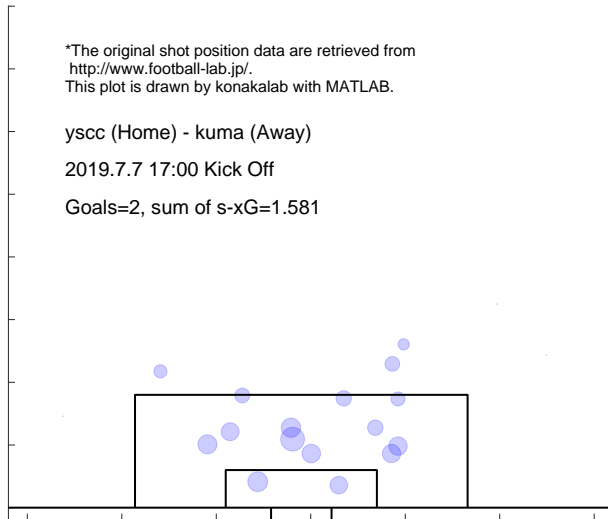 *The original shot position data are retrieved from
http://www.football-lab.jp/.
This plot is drawn by konakalab with MATLAB.
yscc (Home) - kuma (Away)
2019.7.7 17:00 Kick Off
Goals=2, sum of s-xG=1.581